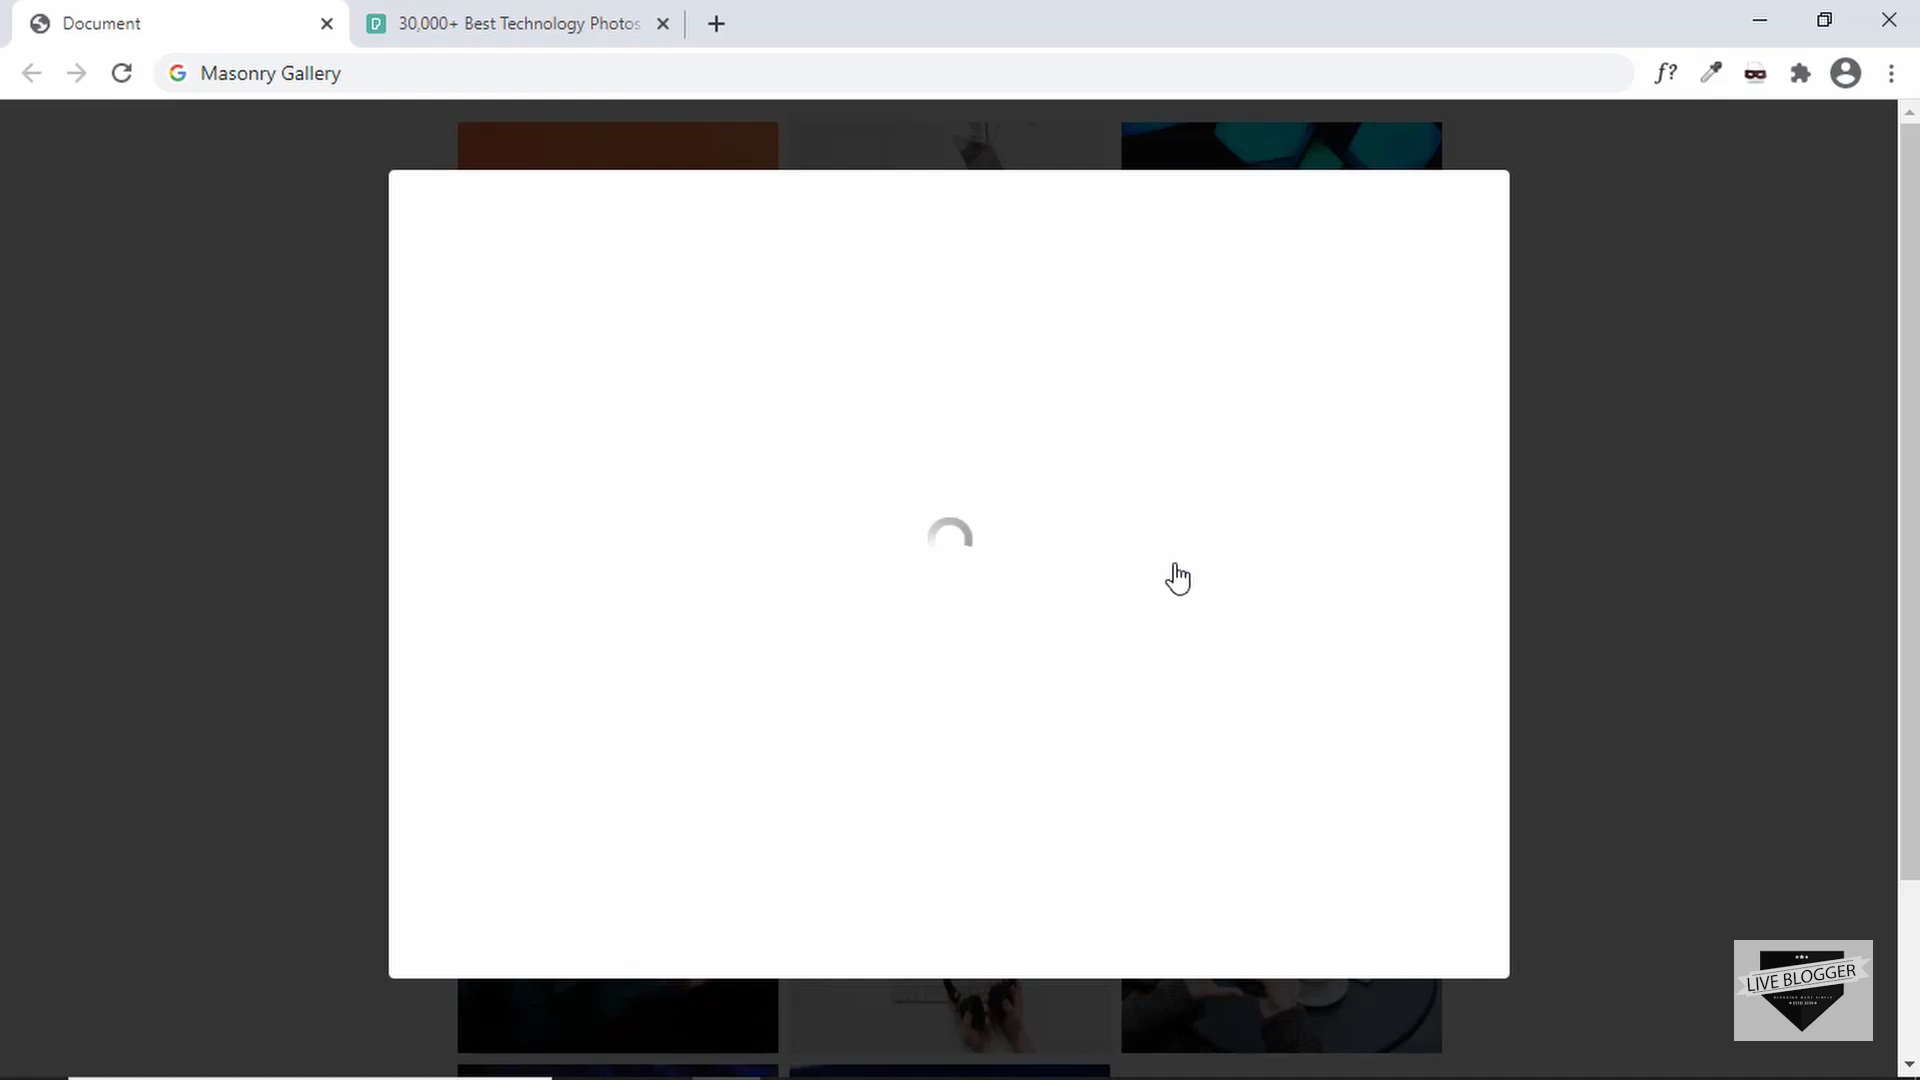 Document
30,000+ Best Technology Photos
Masonry Gallery
f?
LIVE BLOGGER